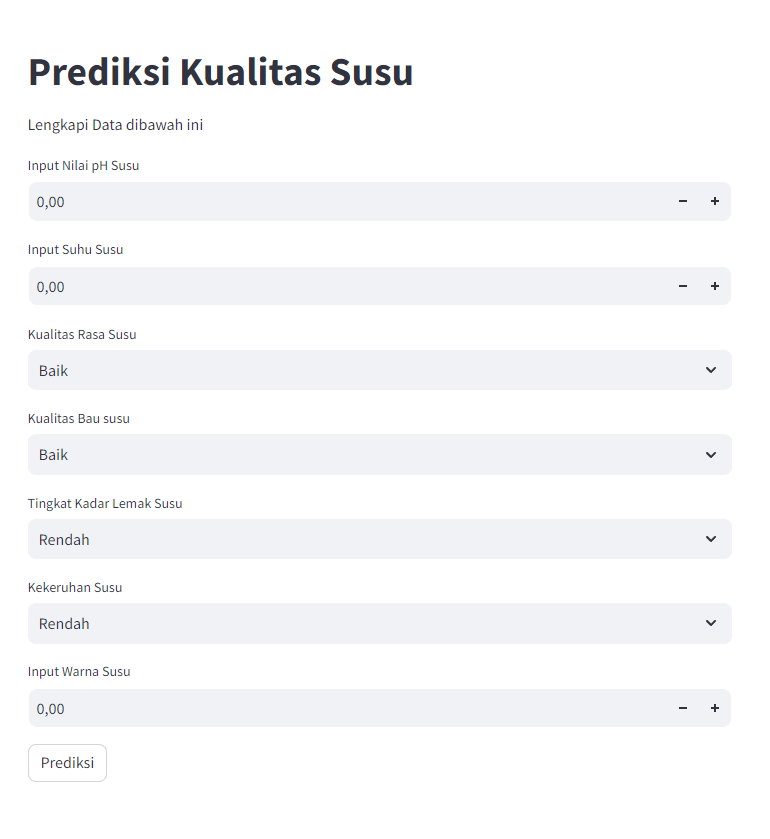 Prediksi Kualitas Susu
Lengkapi Data dibawah ini
Input Nilai pH Susu
0,00
Input Suhu Susu
0,00
Kualitas Rasa Susu
Baik
Kualitas Bau susu
Baik
Tingkat Kadar Lemak Susu
Rendah
Kekeruhan Susu
Rendah
Input Warna Susu
0,00
Prediksi